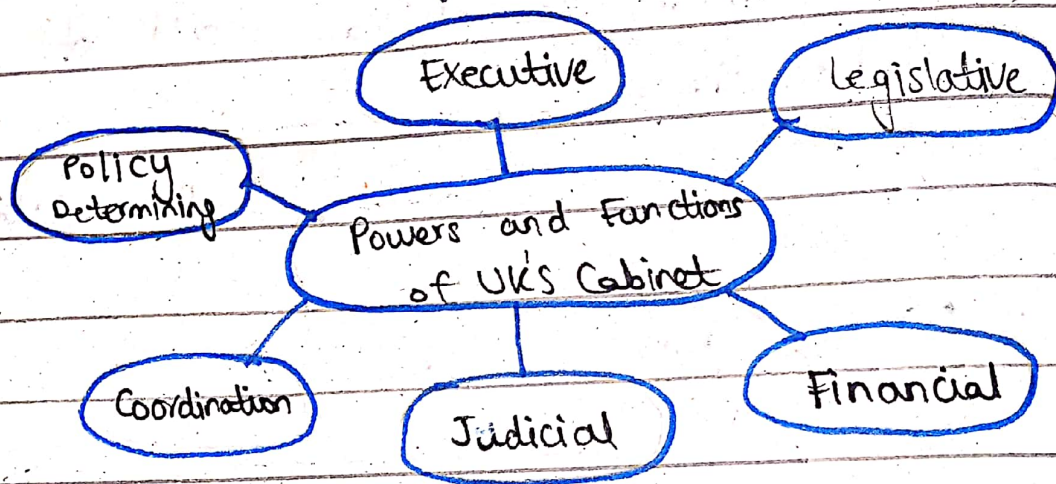 Executive
Legislative
Policy
Determining
Powers and Functions
of UK's Cabinet
Coordination
Judicial
Financial